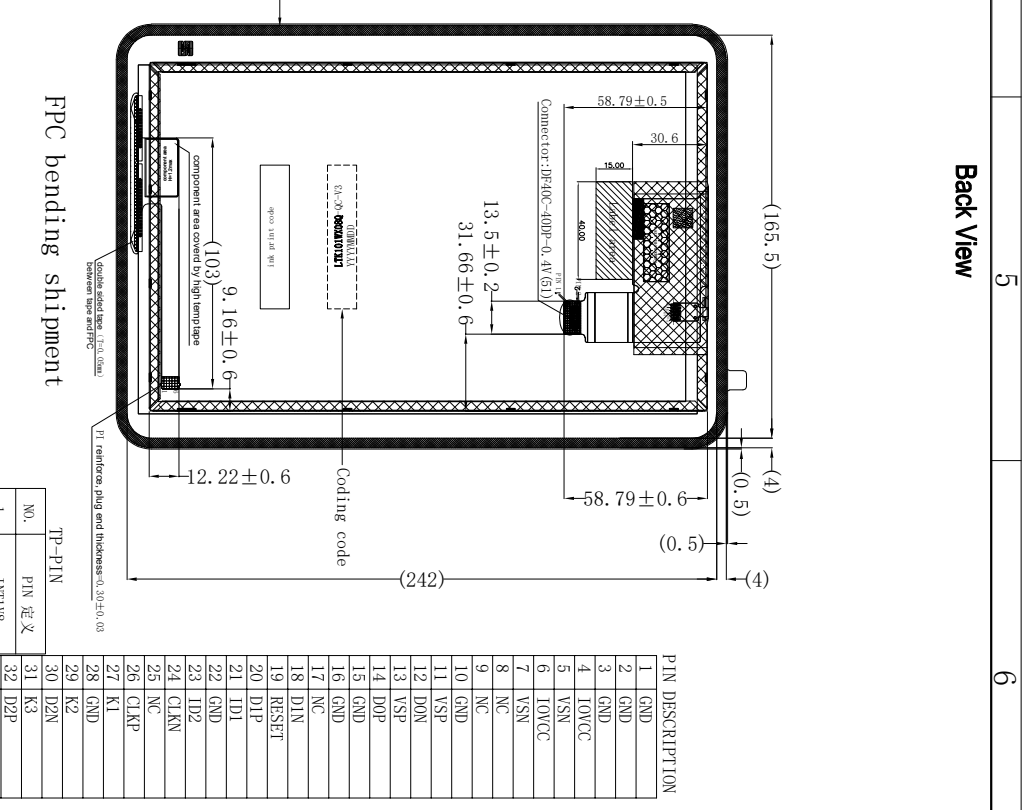 Back View
5
6
(165.5)
58.79±0.5
30.6
15.00
40.00
Connector:DF40C-40DP-0.4V(51)
13.5±0.2
31.66±0.6
component area coverd by high temp tape
(103)
9.16±0.6
Ink print code
FPC bending shipment
double sided tape (T=0.05mm)
between tape and FPC
PI reinforce, plug end thickness=0.30±0.03
12.22±0.6
Coding code
58.79±0.6
(0.5)
(4)
(0.5)
(4)
(242)
TP-PIN
NO. PIN 定义
1
PIN DESCRIPTION
1 GND
2 GND
3 GND
4 IOVCC
5 VSN
6 IOVCC
7 VSN
8 NC
9 NC
10 GND
11 VSP
12 D0N
13 VSP
14 D0P
15 GND
16 GND
17 NC
18 D1N
19 RESET
20 D1P
21 ID1
22 GND
23 ID2
24 CLKN
25 NC
26 CLKP
27 K1
28 GND
29 K2
30 D2N
31 K3
32 D2P